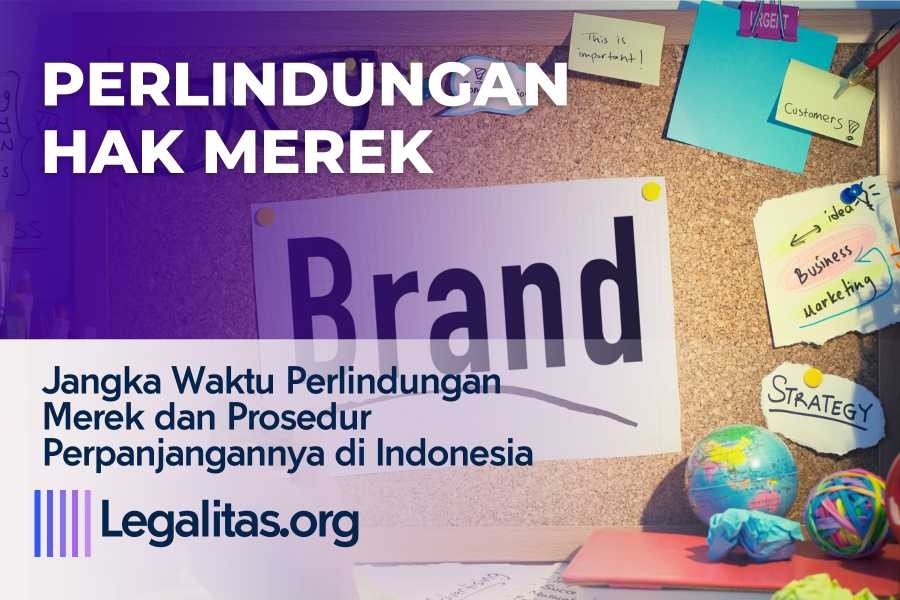 PERLINDUNGAN
HAK MEREK
This is
important!
URGENT
Customers!
idea
Business
Marketing
Brand
STRATEGY
Jangka Waktu Perlindungan
Merek dan Prosedur
Perpanjangannya di Indonesia
Legalitas.org